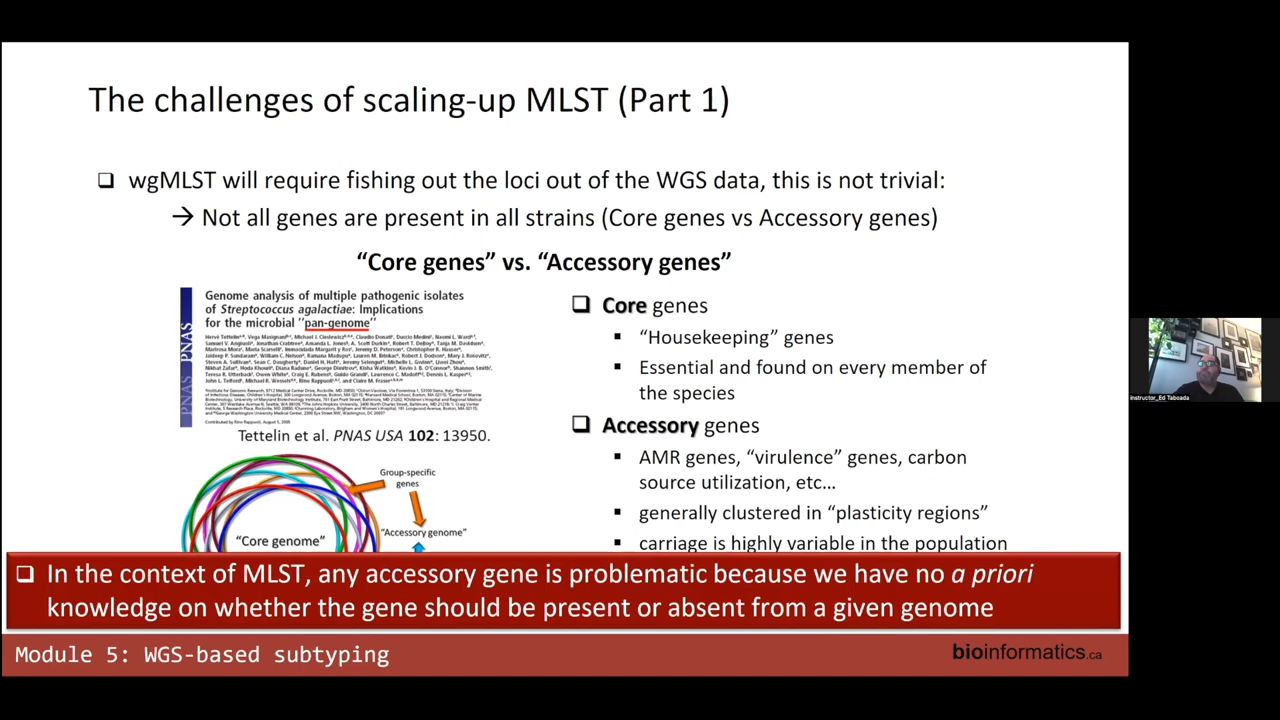 The challenges of scaling-up MLST (Part 1)
wgMLST will require fishing out the loci out of the WGS data, this is not trivial:
→ Not all genes are present in all strains (Core genes vs Accessory genes)
“Core genes” vs. “Accessory genes”
PNAS
Genome analysis of multiple pathogenic isolates
of Streptococcus agalactiae: Implications
for the microbial “pan-genome”
Tettelin et al. PNAS USA 102: 13950.
Group-specific
genes
“Accessory genome”
“Core genome”
Core genes
“Housekeeping” genes
Essential and found on every member of
the species
Accessory genes
AMR genes, “virulence” genes, carbon
source utilization, etc…
generally clustered in “plasticity regions”
carriage is highly variable in the population
In the context of MLST, any accessory gene is problematic because we have no a priori
knowledge on whether the gene should be present or absent from a given genome
Module 5: WGS-based subtyping
bioinformatics.ca
instructor_Ed Taboada